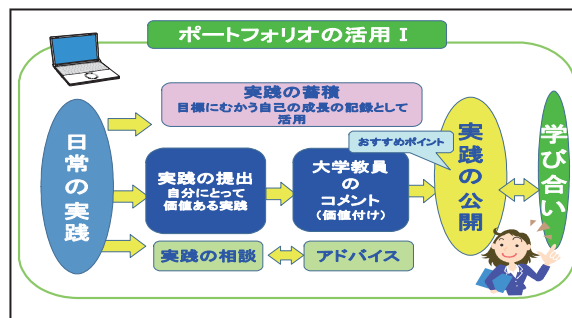 ポートフォリオの活用Ⅰ
実践の蓄積
目標にむかう自己の成長の記録として
活用
おすすめポイント
日常の実践
実践の提出
自分にとって
価値ある実践
大学教員
の
コメント
(価値付け)
実践の公開
学び合い
実践の相談
アドバイス